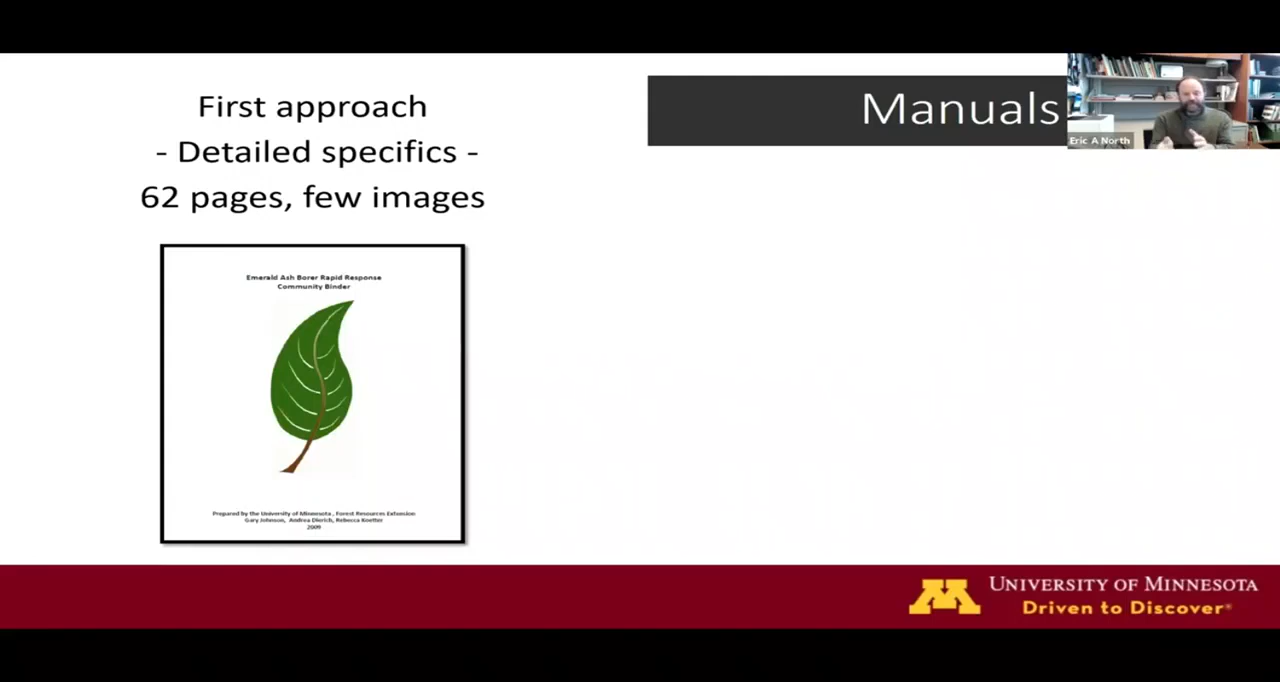 First approach
- Detailed specifics -
62 pages, few images
Manuals
Eric A North
Emerald Ash Borer Rapid Response
Community Binder
Prepared by the University of Minnesota , Forest Resources Extension
Gary Johnson, Andrea Dierich, Rebecca Koetter
2009
UNIVERSITY OF MINNESOTA
Driven to Discover®